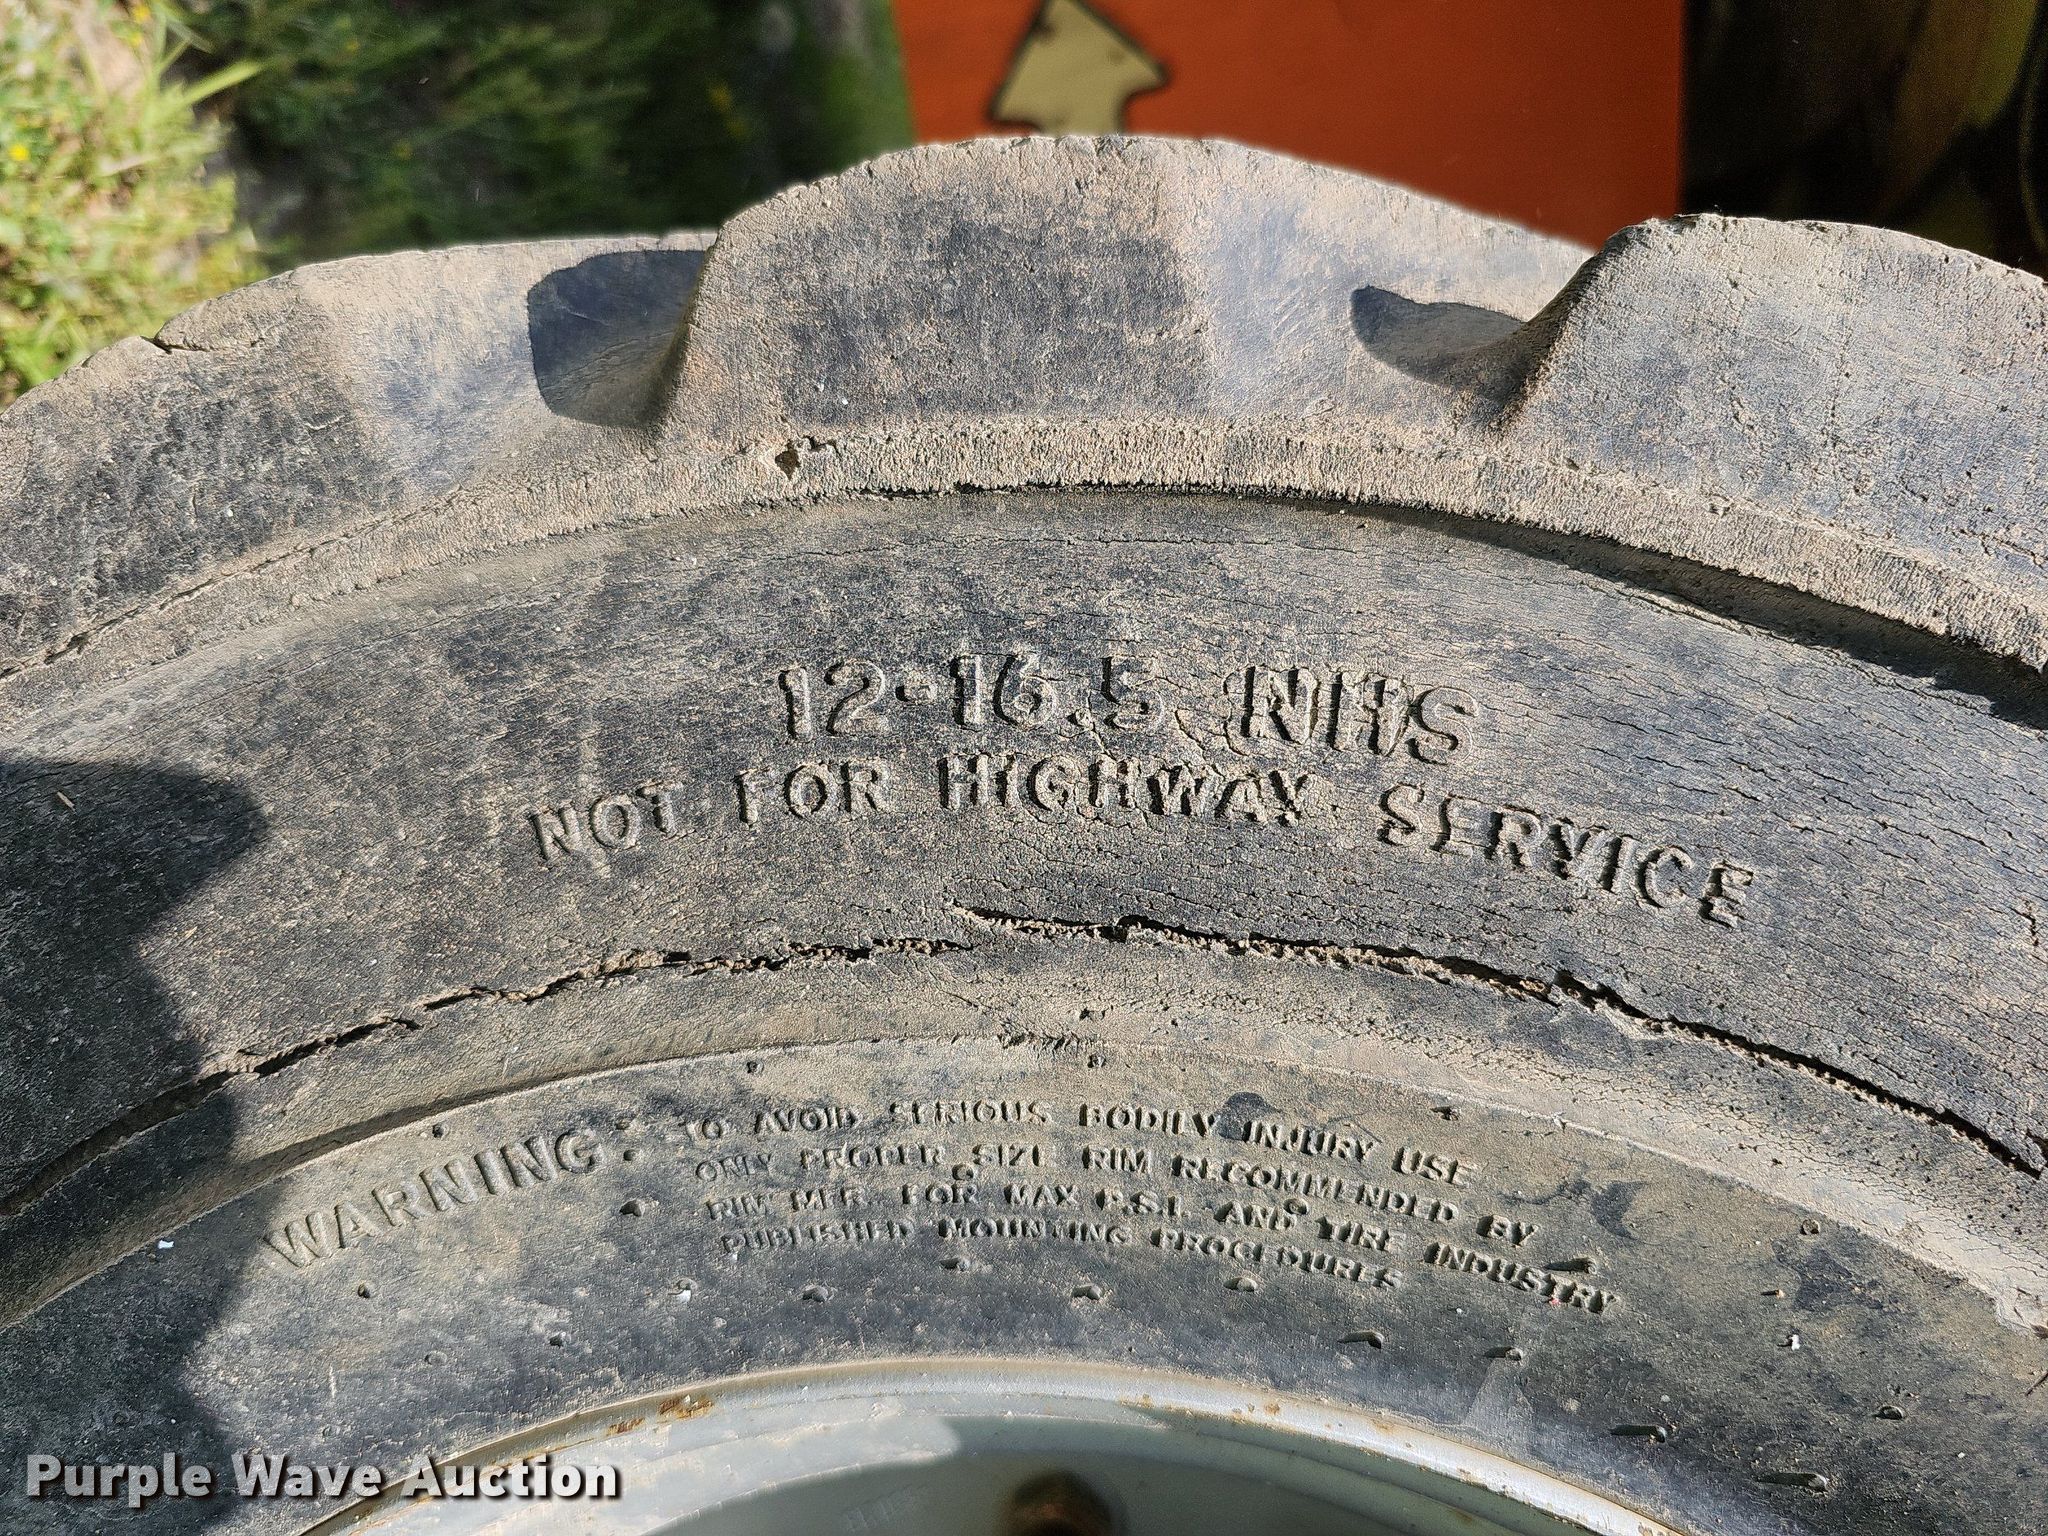 12-16.5 NHS
NOT FOR HIGHWAY SERVICE
WARNING: TO AVOID SERIOUS BODILY INJURY USE
ONLY PROPER SIZE RIM RECOMMENDED BY
RIM MFR. FOR MAX P.S.I. AND TIRE INDUSTRY
PUBLISHED MOUNTING PROCEDURES
Purple Wave Auction